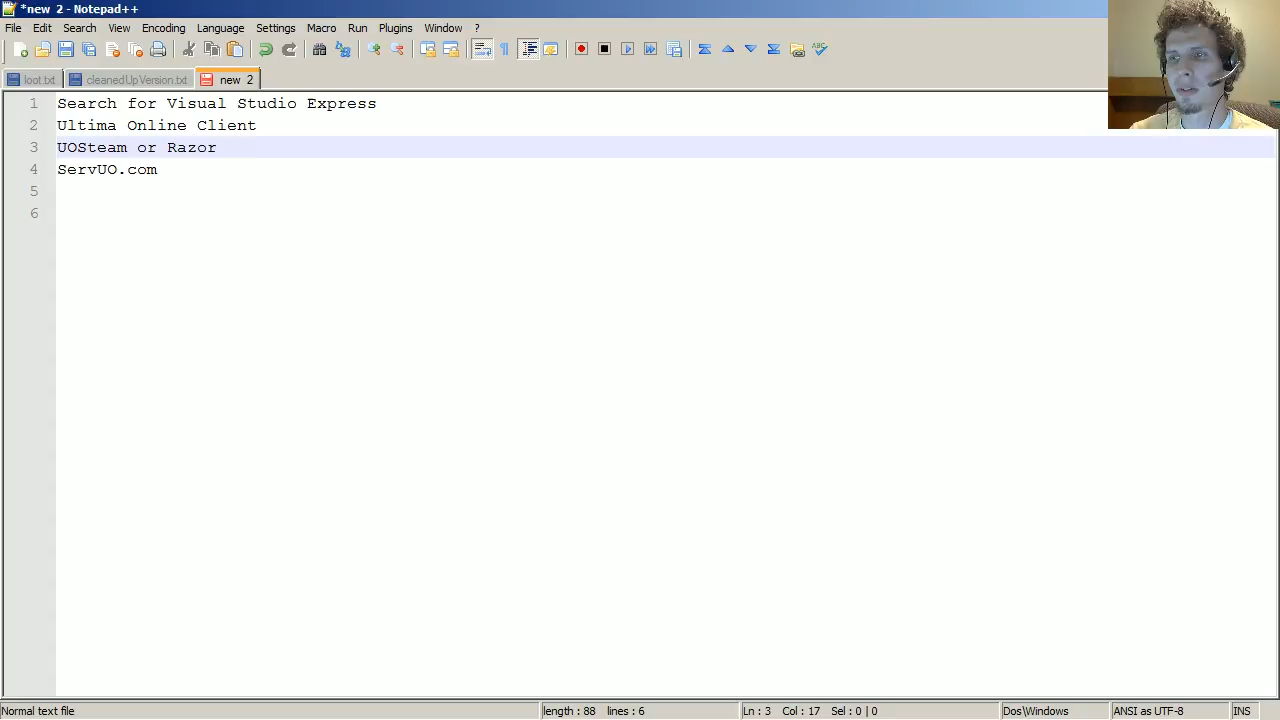 *new  2 - Notepad++
File Edit Search View Encoding Language Settings Macro Run Plugins Window ?
loot.txt cleanedUpVersion.txt new  2
1 Search for Visual Studio Express
2 Ultima Online Client
3 UOSteam or Razor
4 ServUO.com
5
6
Normal text file length : 88 lines : 6 Ln : 3 Col : 17 Sel : 0 | 0 Dos\Windows ANSI as UTF-8 INS